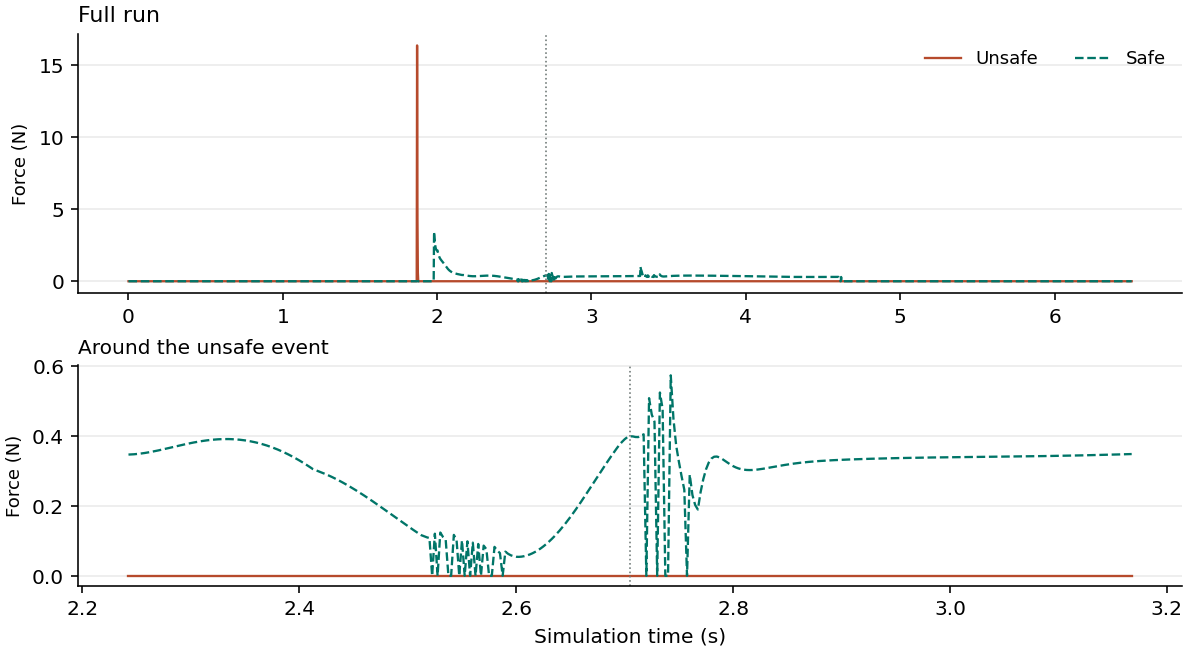 Full run
Unsafe
Safe
Force (N)
15
10
5
0
0 1 2 3 4 5 6
Around the unsafe event
Force (N)
0.6
0.4
0.2
0.0
2.2 2.4 2.6 2.8 3.0 3.2
Simulation time (s)